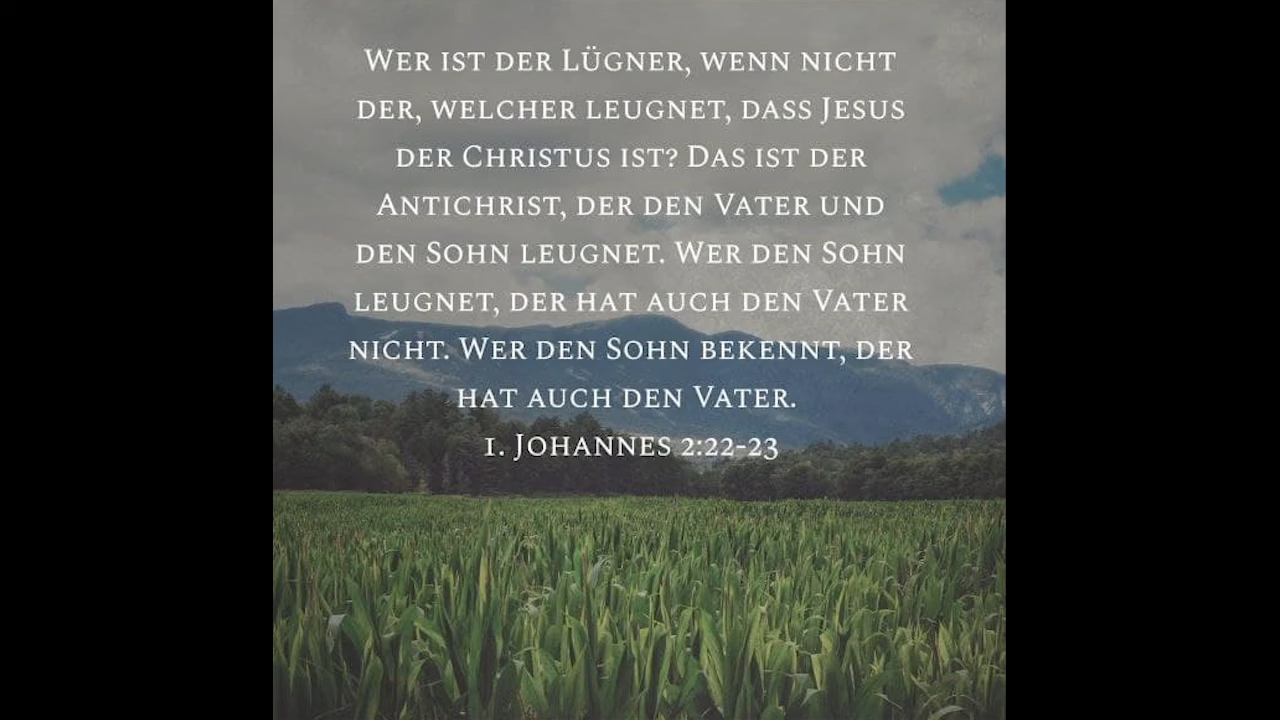 Wer ist der Lügner, wenn nicht
der, welcher leugnet, dass Jesus
der Christus ist? Das ist der
Antichrist, der den Vater und
den Sohn leugnet. Wer den Sohn
leugnet, der hat auch den Vater
nicht. Wer den Sohn bekennt, der
hat auch den Vater.
1. Johannes 2:22-23